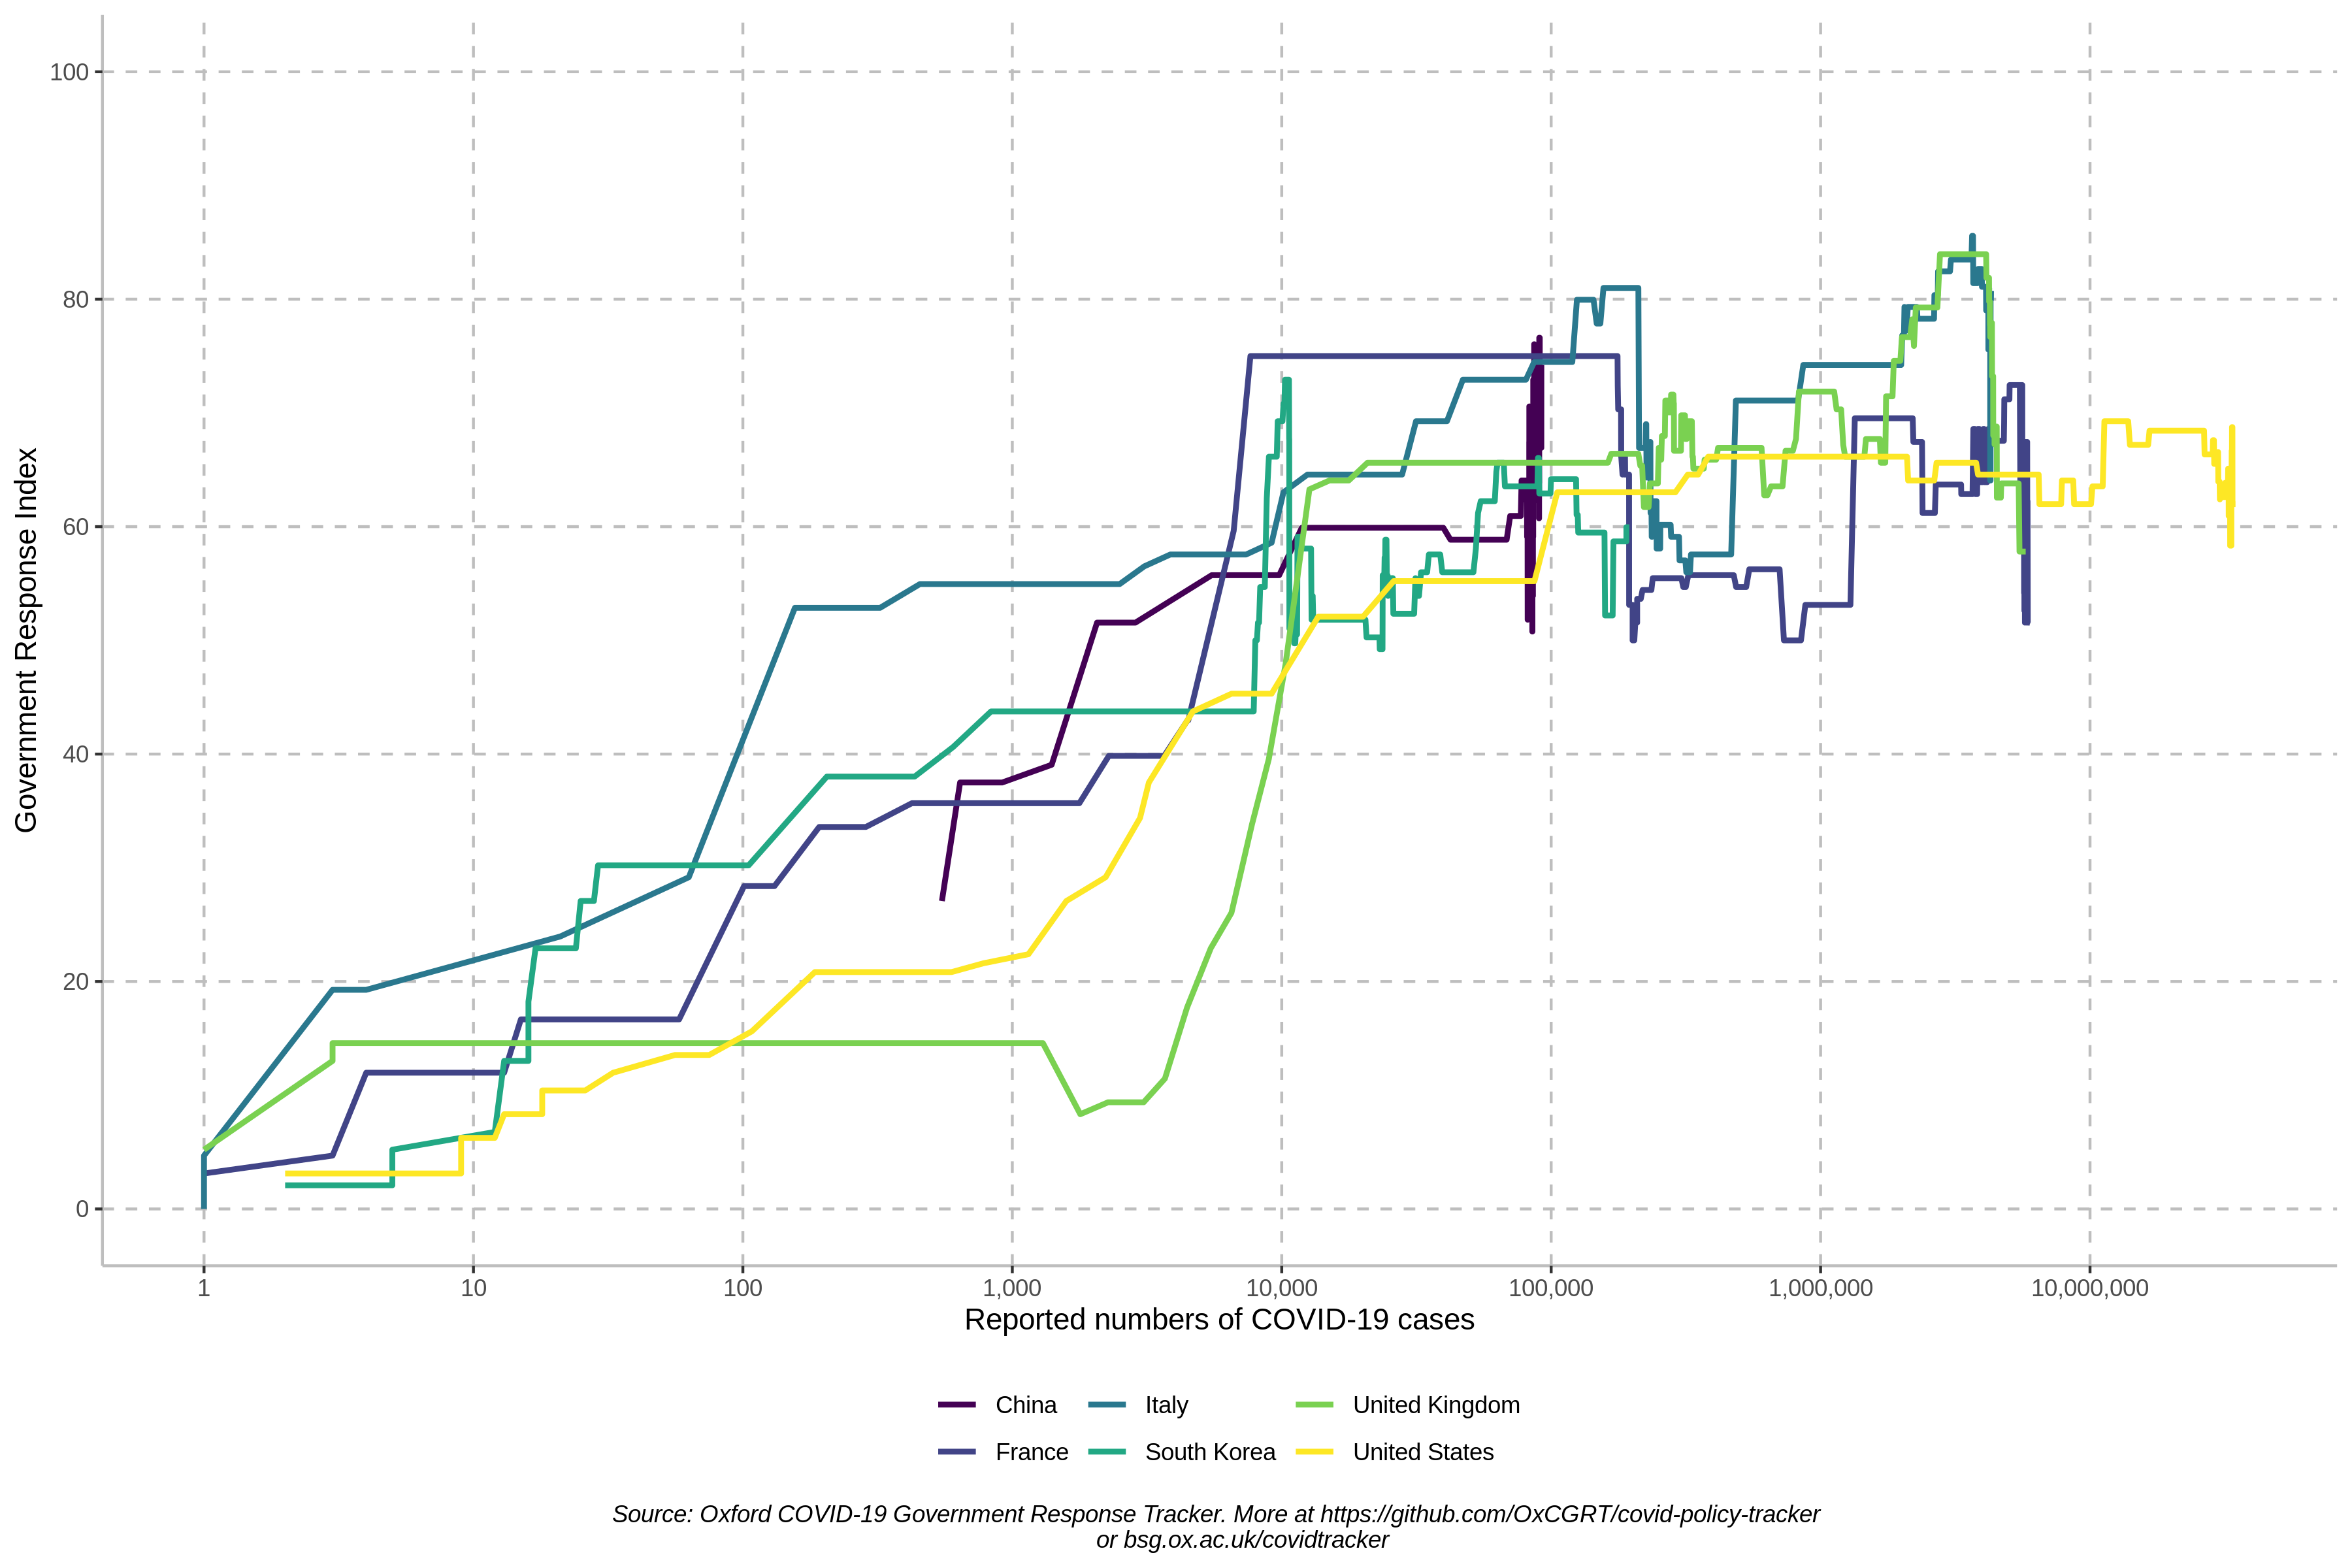 Government Response Index
100
80
60
40
20
0
1 10 100 1,000 10,000 100,000 1,000,000 10,000,000
Reported numbers of COVID-19 cases
China Italy United Kingdom
France South Korea United States
Source: Oxford COVID-19 Government Response Tracker. More at https://github.com/OxCGRT/covid-policy-tracker
or bsg.ox.ac.uk/covidtracker